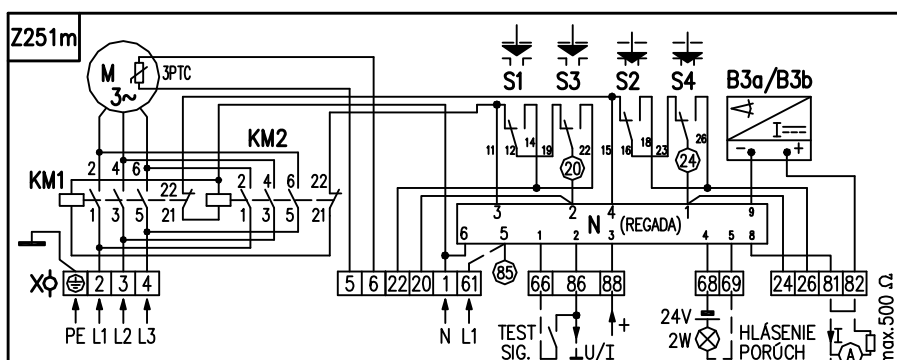 Z251m
M
3~
3PTC
S1 S3 S2 S4
B3a/B3b
I
- +
11 12 14 19 22 15 16 18 23 26
20
24
KM2
2 4 6 22
KM1
1 3 5 21
2 4 6 22
1 3 5 21
3 2 4 1 9
N (REGADA)
6 5 1 2 3 4 5 8
85
X
2 3 4
5 6 22 20 1 61
66 86 88
68 69
24 26 81 82
PE L1 L2 L3
N L1
TEST
SIG.
U/I
+
24V
2W
HLÁSENIE
PORÚCH
I
A
max.500 Ω